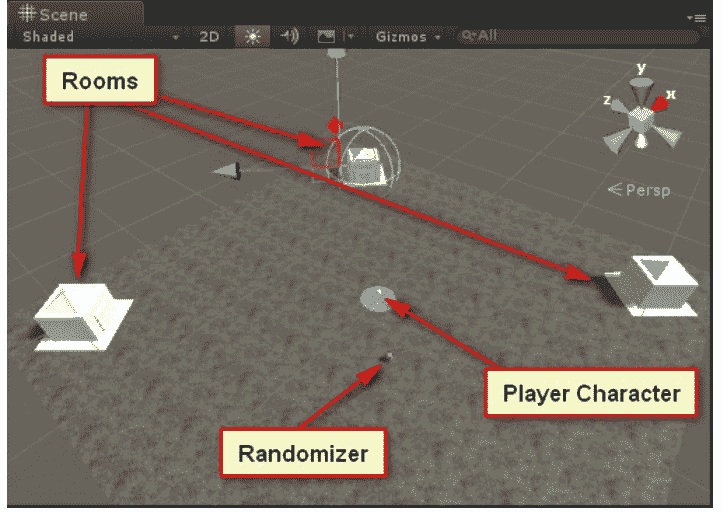 Scene
Shaded 2D Gizmos All
Rooms
y
z x
Persp
Player Character
Randomizer